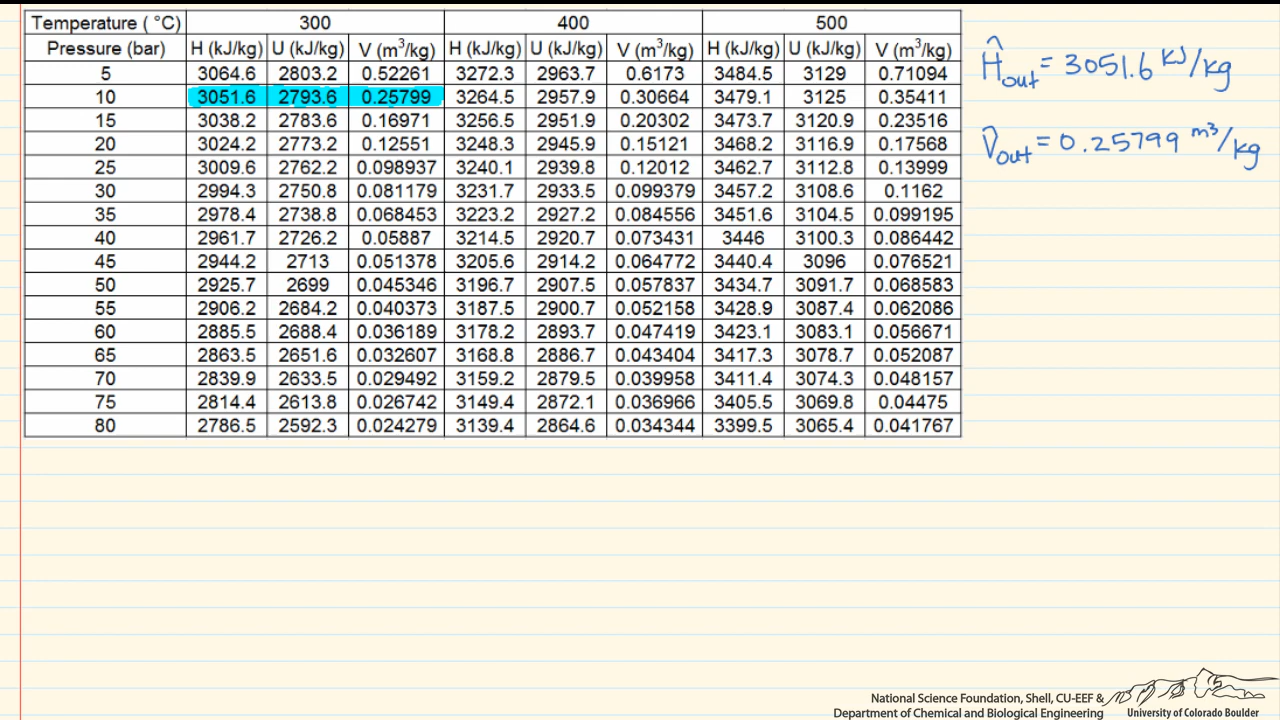 Temperature ( °C) 300 400 500
Pressure (bar) H (kJ/kg) U (kJ/kg) V (m³/kg) H (kJ/kg) U (kJ/kg) V (m³/kg) H (kJ/kg) U (kJ/kg) V (m³/kg)
5 3064.6 2803.2 0.52261 3272.3 2963.7 0.6173 3484.5 3129 0.71094
10 3051.6 2793.6 0.25799 3264.5 2957.9 0.30664 3479.1 3125 0.35411
15 3038.2 2783.6 0.16971 3256.5 2951.9 0.20302 3473.7 3120.9 0.23516
20 3024.2 2773.2 0.12551 3248.3 2945.9 0.15121 3468.2 3116.9 0.17568
25 3009.6 2762.2 0.098937 3240.1 2939.8 0.12012 3462.7 3112.8 0.13999
30 2994.3 2750.8 0.081179 3231.7 2933.5 0.099379 3457.2 3108.6 0.1162
35 2978.4 2738.8 0.068453 3223.2 2927.2 0.084556 3451.6 3104.5 0.099195
40 2961.7 2726.2 0.05887 3214.5 2920.7 0.073431 3446 3100.3 0.086442
45 2944.2 2713 0.051378 3205.6 2914.2 0.064772 3440.4 3096 0.076521
50 2925.7 2699 0.045346 3196.7 2907.5 0.057837 3434.7 3091.7 0.068583
55 2906.2 2684.2 0.040373 3187.5 2900.7 0.052158 3428.9 3087.4 0.062086
60 2885.5 2688.4 0.036189 3178.2 2893.7 0.047419 3423.1 3083.1 0.056671
65 2863.5 2651.6 0.032607 3168.8 2886.7 0.043404 3417.3 3078.7 0.052087
70 2839.9 2633.5 0.029492 3159.2 2879.5 0.039958 3411.4 3074.3 0.048157
75 2814.4 2613.8 0.026742 3149.4 2872.1 0.036966 3405.5 3069.8 0.04475
80 2786.5 2592.3 0.024279 3139.4 2864.6 0.034344 3399.5 3065.4 0.041767
Ĥout = 3051.6 kJ/kg
V̂out = 0.25799 m³/kg
National Science Foundation, Shell, CU-EEF &
Department of Chemical and Biological Engineering
University of Colorado Boulder